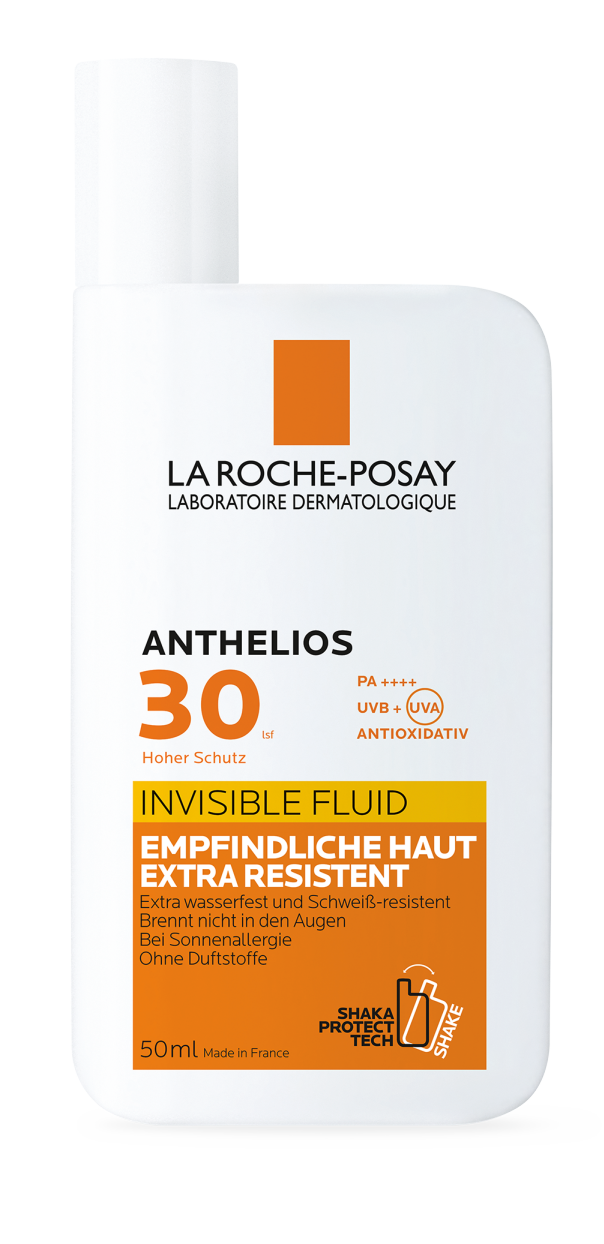 LA ROCHE-POSAY
LABORATOIRE DERMATOLOGIQUE
ANTHELIOS
30 lsf
Hoher Schutz
PA ++++
UVB + UVA
ANTIOXIDATIV
INVISIBLE FLUID
EMPFINDLICHE HAUT
EXTRA RESISTENT
Extra wasserfest und Schweiß-resistent
Brennt nicht in den Augen
Bei Sonnenallergie
Ohne Duftstoffe
SHAKA
PROTECT
TECH
SHAKE
50ml Made in France